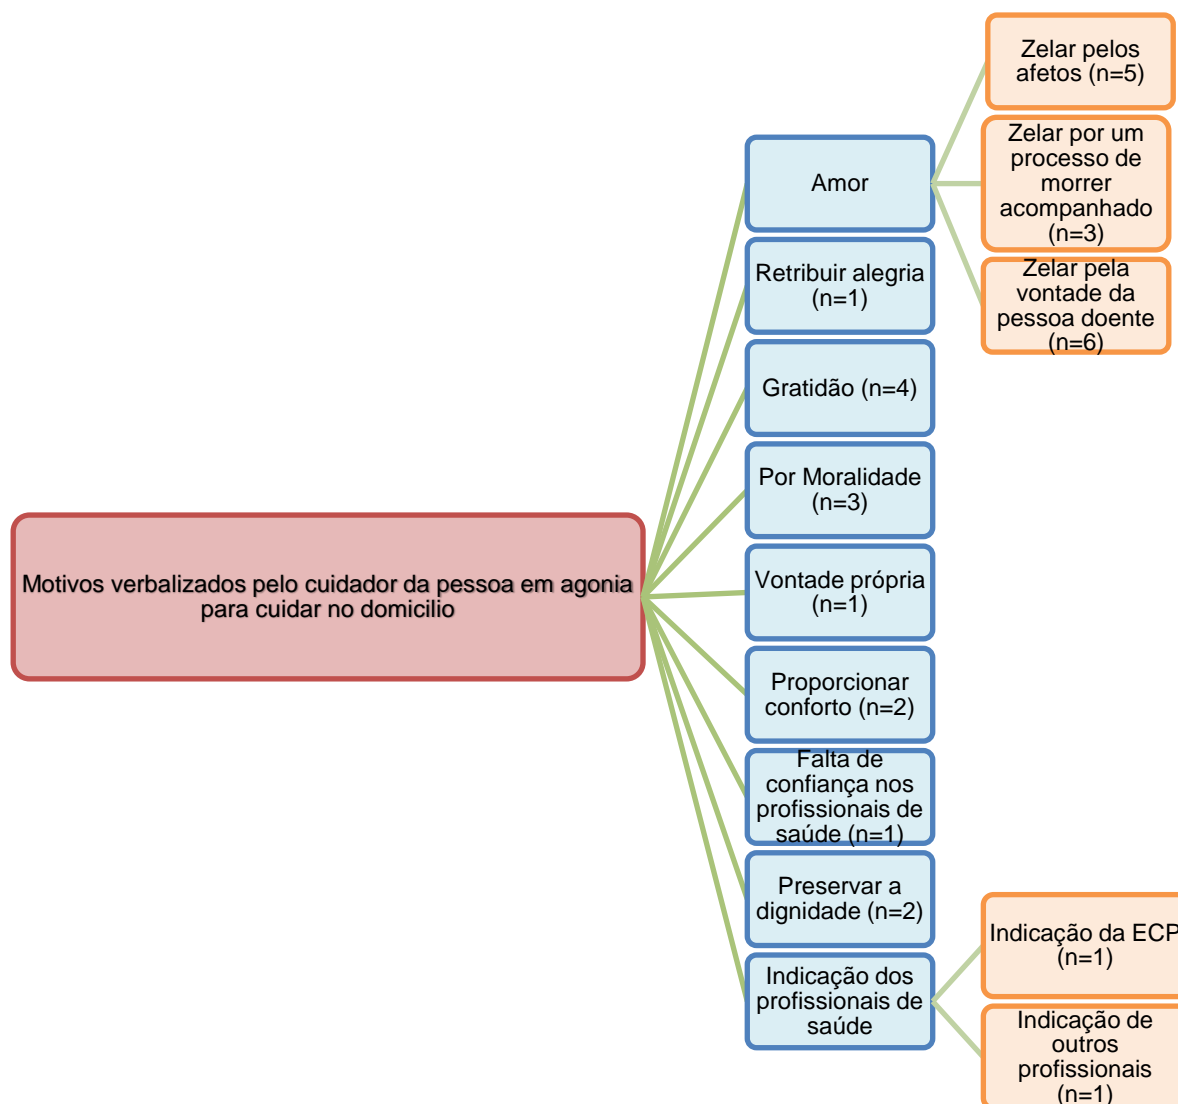 Motivos verbalizados pelo cuidador da pessoa em agonia
para cuidar no domicilio
Amor
Zelar pelos
afetos (n=5)
Zelar por um
processo de
morrer
acompanhado
(n=3)
Zelar pela
vontade da
pessoa doente
(n=6)
Retribuir alegria
(n=1)
Gratidão (n=4)
Por Moralidade
(n=3)
Vontade própria
(n=1)
Proporcionar
conforto (n=2)
Falta de
confiança nos
profissionais de
saúde (n=1)
Preservar a
dignidade (n=2)
Indicação dos
profissionais de
saúde
Indicação da ECP
(n=1)
Indicação de
outros
profissionais
(n=1)